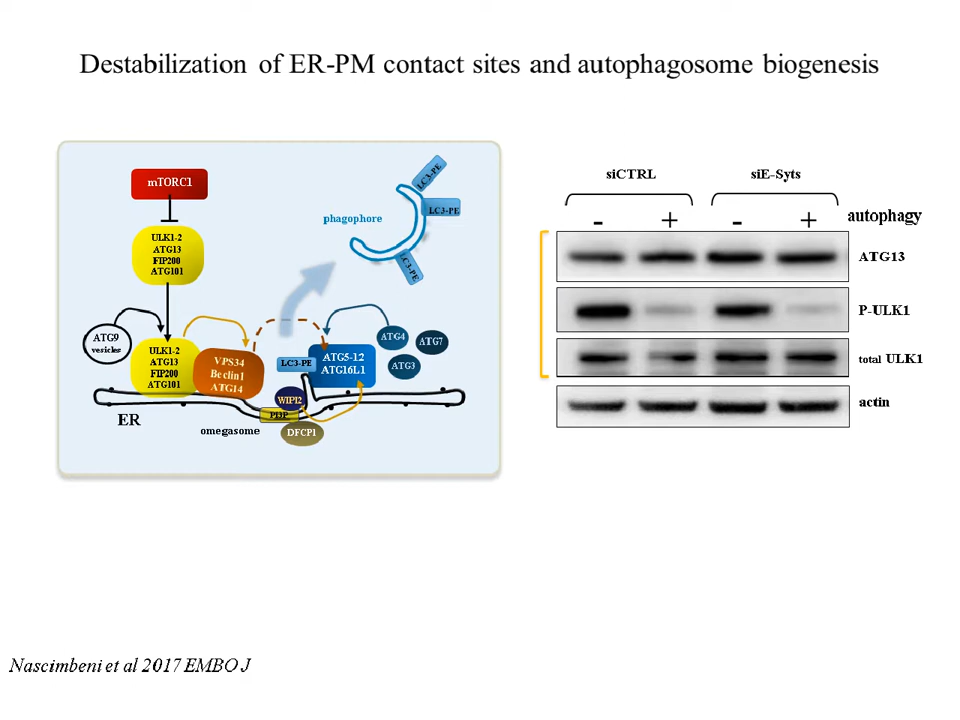 Destabilization of ER-PM contact sites and autophagosome biogenesis
mTORC1
ULK1-2
ATG13
FIP200
ATG101
ATG9
vesicles
ULK1-2
ATG13
FIP200
ATG101
VPS34
Beclin1
ATG14
phagophore
LC3-PE
LC3-PE
LC3-PE
LC3-PE
ATG5-12
ATG16L1
ATG4
ATG7
ATG3
WIPI2
PI3P
DFCP1
ER
omegasome
siCTRL
siE-Syts
- + - + autophagy
ATG13
P-ULK1
total ULK1
actin
Nascimbeni et al 2017 EMBO J